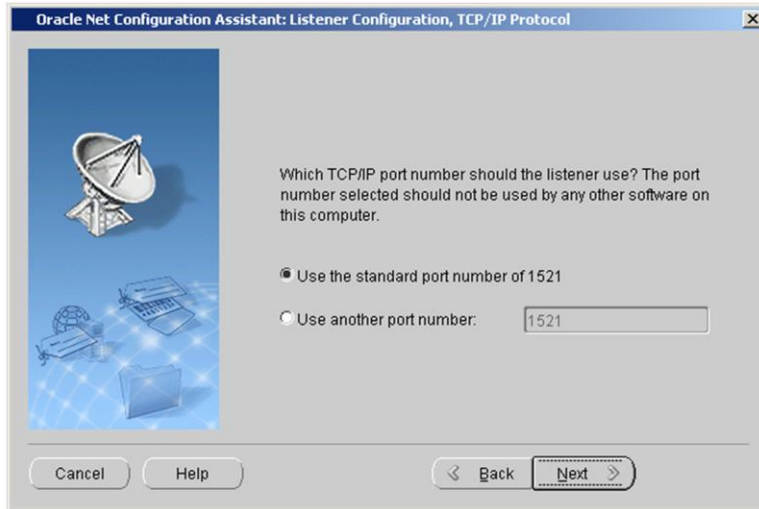 Oracle Net Configuration Assistant: Listener Configuration, TCP/IP Protocol
Which TCP/IP port number should the listener use? The port
number selected should not be used by any other software on
this computer.
Use the standard port number of 1521
Use another port number: 1521
Cancel Help Back Next